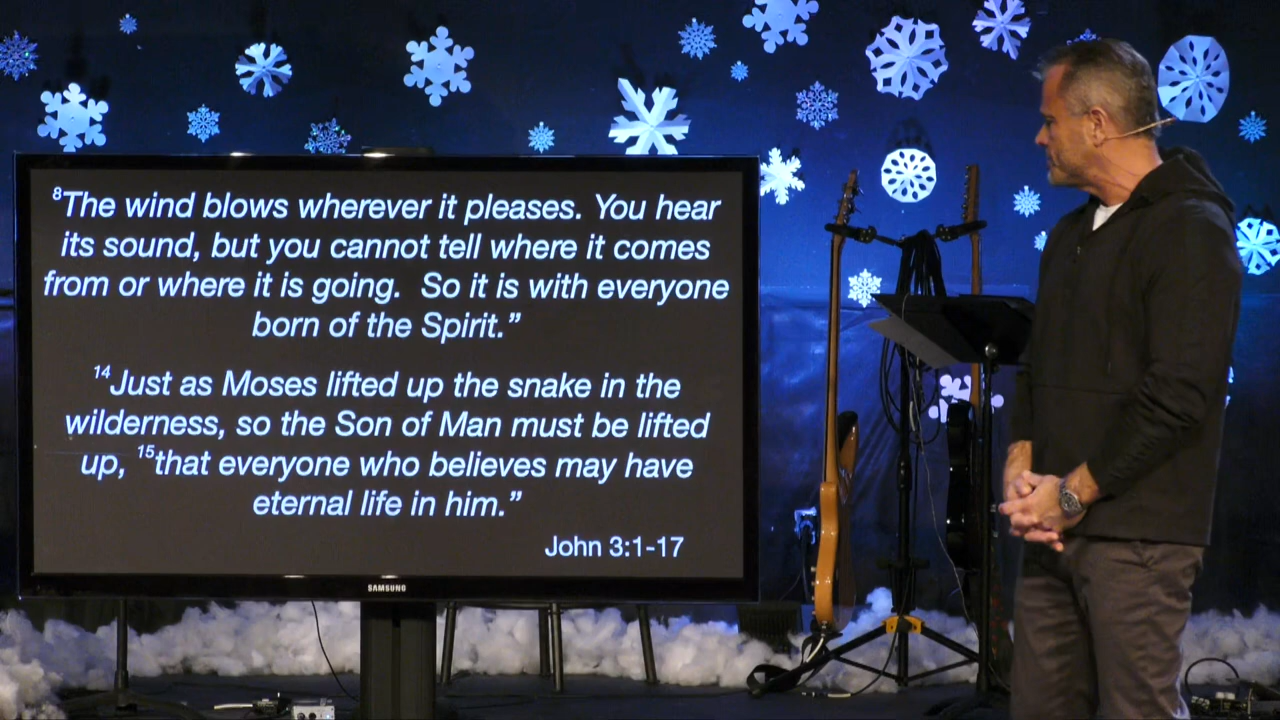 ⁸The wind blows wherever it pleases. You hear
its sound, but you cannot tell where it comes
from or where it is going. So it is with everyone
born of the Spirit.”
¹⁴Just as Moses lifted up the snake in the
wilderness, so the Son of Man must be lifted
up, ¹⁵that everyone who believes may have
eternal life in him.”
John 3:1-17
SAMSUNG